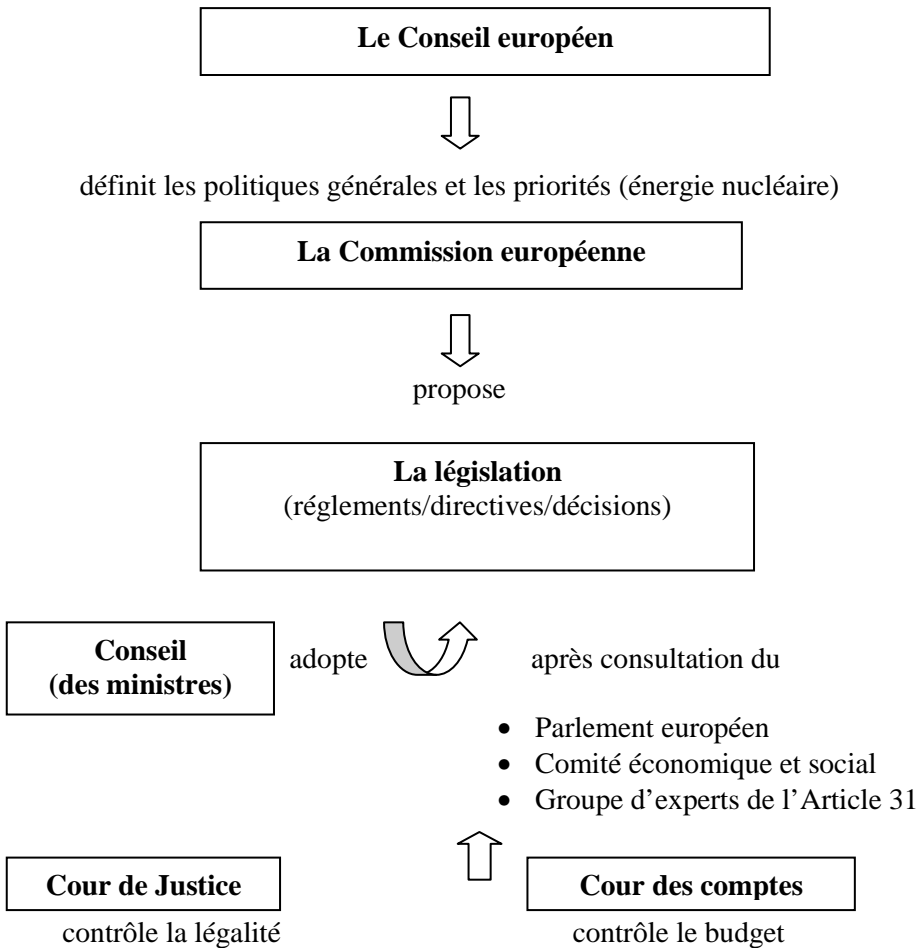 Le Conseil européen
définit les politiques générales et les priorités (énergie nucléaire)
La Commission européenne
propose
La législation
(réglements/directives/décisions)
Conseil
(des ministres)
adopte
après consultation du
• Parlement européen
• Comité économique et social
• Groupe d'experts de l'Article 31
Cour de Justice
contrôle la légalité
Cour des comptes
contrôle le budget